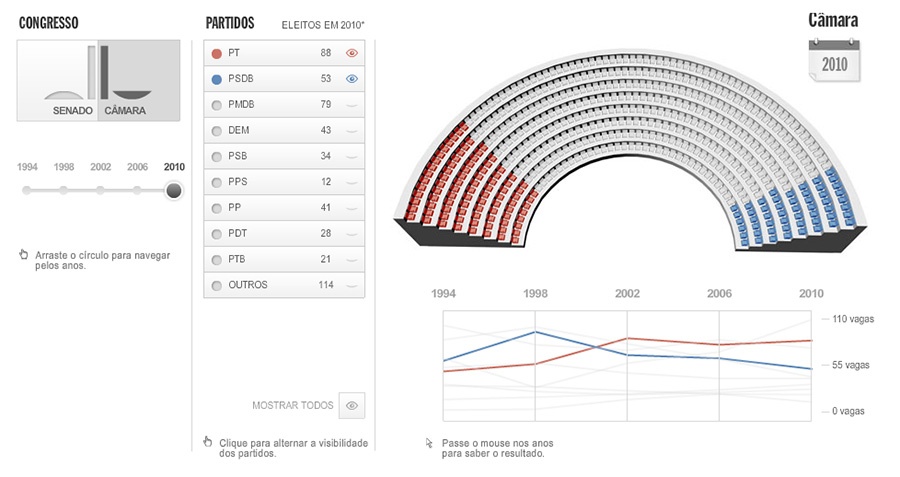 CONGRESSO
SENADO CÂMARA
1994 1998 2002 2006 2010
Arraste o círculo para navegar
pelos anos.
PARTIDOS ELEITOS EM 2010*
PT 88
PSDB 53
PMDB 79
DEM 43
PSB 34
PPS 12
PP 41
PDT 28
PTB 21
OUTROS 114
MOSTRAR TODOS
Clique para alternar a visibilidade
dos partidos.
Câmara
2010
1994 1998 2002 2006 2010
110 vagas
55 vagas
0 vagas
Passe o mouse nos anos
para saber o resultado.